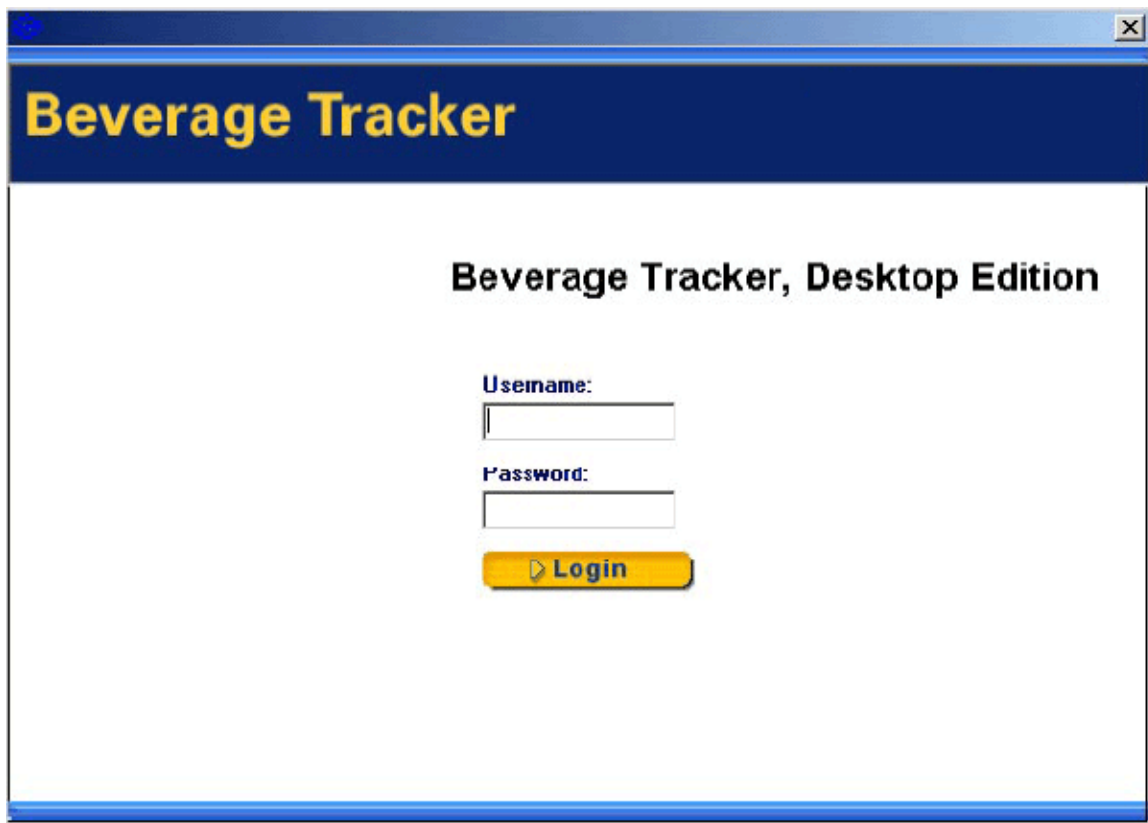 Beverage Tracker
Beverage Tracker, Desktop Edition
Username:
Password:
Login